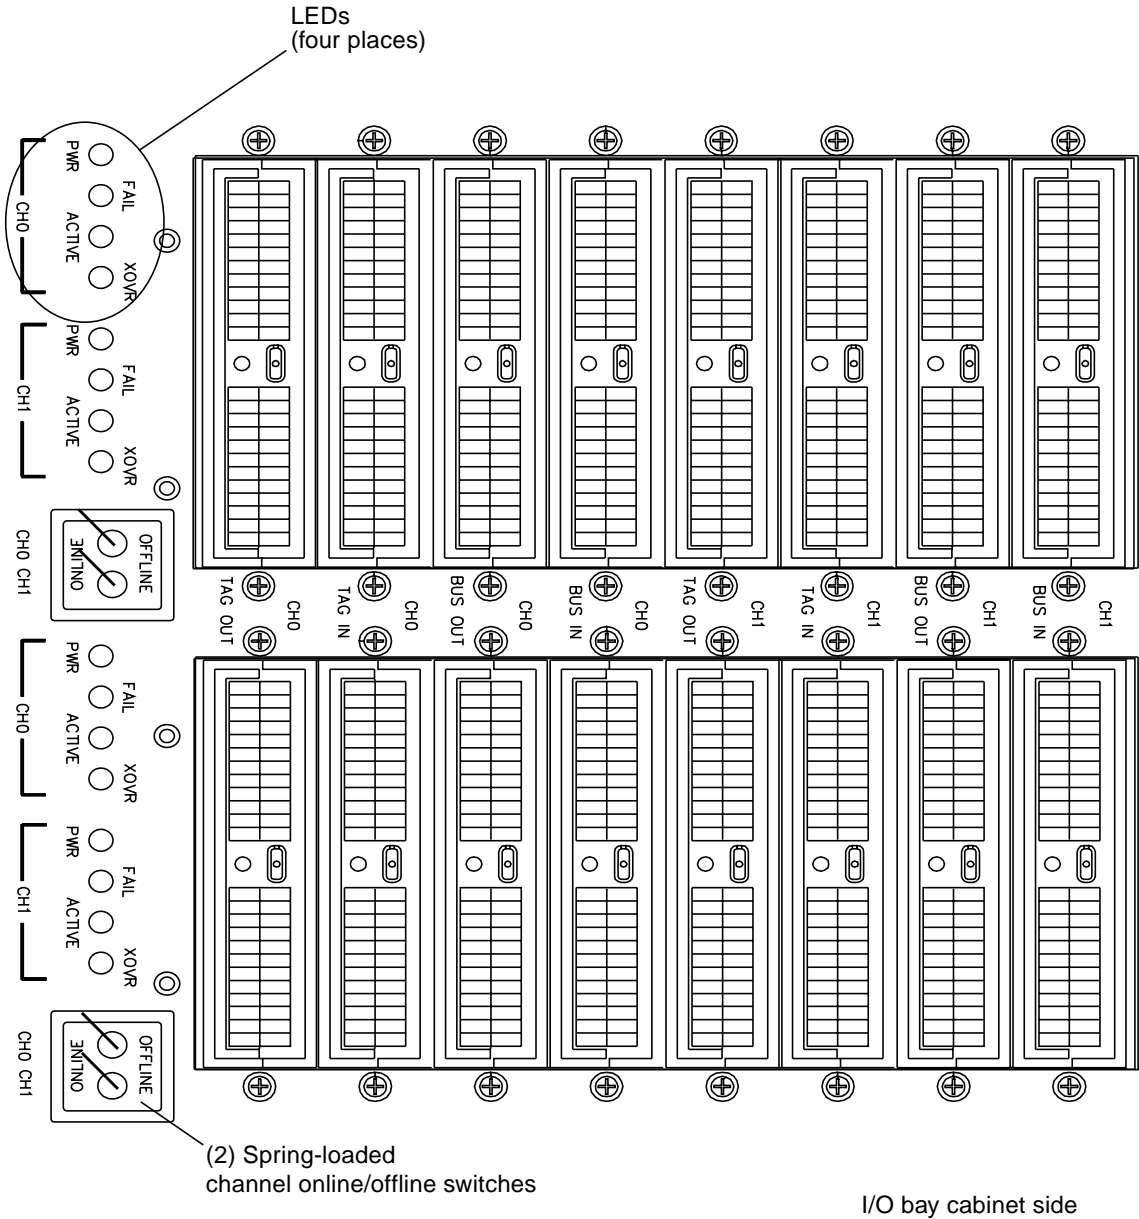 LEDs
(four places)
CH0
PWR
FAIL
ACTIVE
XOVR
CH1
PWR
FAIL
ACTIVE
XOVR
CH0 CH1
ONLINE
OFFLINE
TAG OUT
CH0
TAG IN
CH0
BUS OUT
CH0
BUS IN
CH0
TAG OUT
CH1
TAG IN
CH1
BUS OUT
CH1
BUS IN
CH1
CH0
PWR
FAIL
ACTIVE
XOVR
CH1
PWR
FAIL
ACTIVE
XOVR
CH0 CH1
ONLINE
OFFLINE
(2) Spring-loaded
channel online/offline switches
I/O bay cabinet side